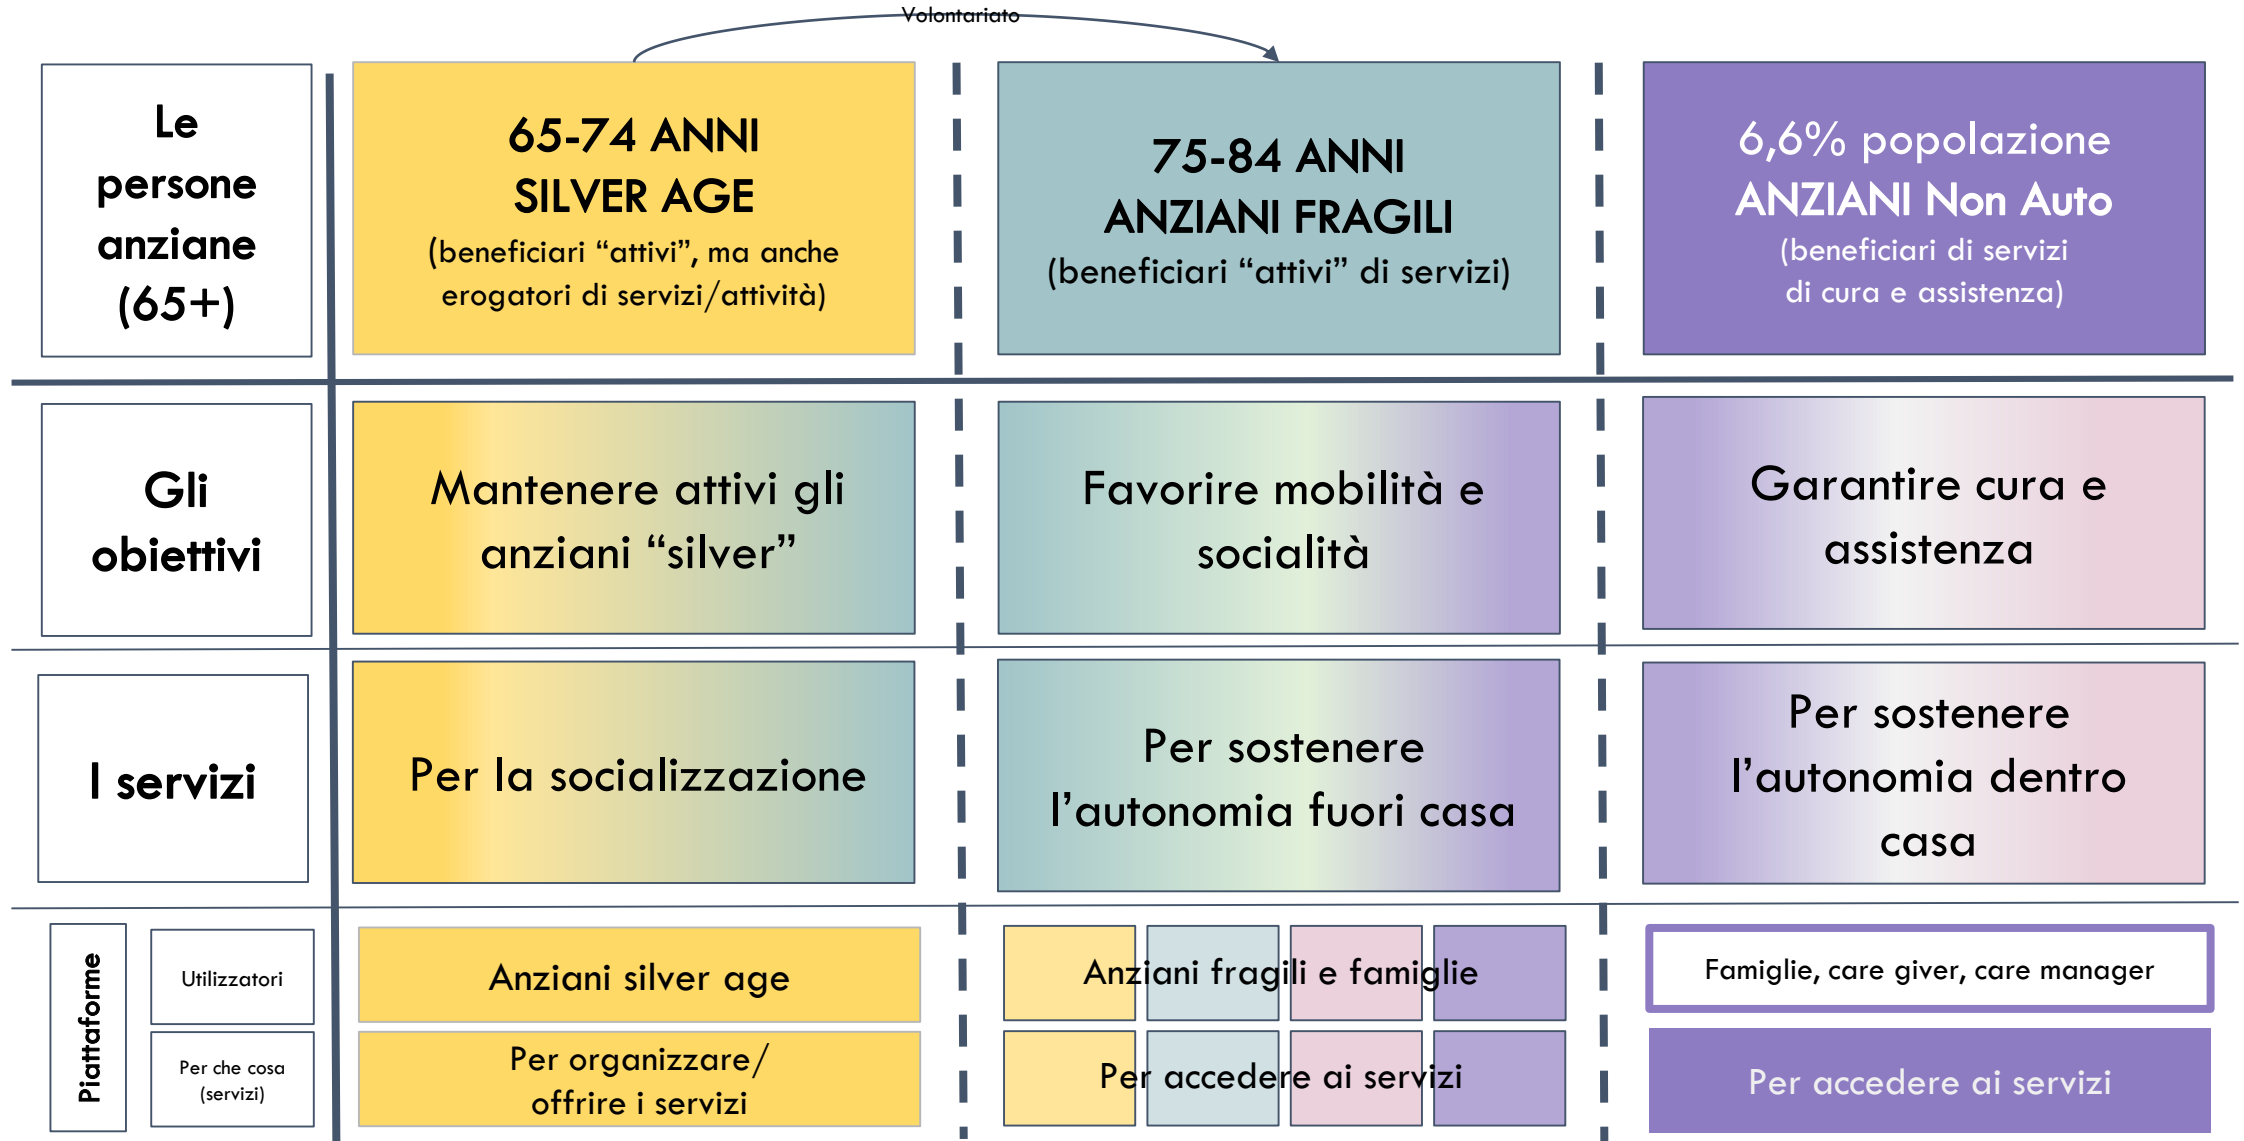 Volontariato
Le
persone
anziane
(65+)
65-74 ANNI
SILVER AGE
(beneficiari “attivi”, ma anche
erogatori di servizi/attività)
75-84 ANNI
ANZIANI FRAGILI
(beneficiari “attivi” di servizi)
6,6% popolazione
ANZIANI Non Auto
(beneficiari di servizi
di cura e assistenza)
Gli
obiettivi
Mantenere attivi gli
anziani “silver”
Favorire mobilità e
socialità
Garantire cura e
assistenza
I servizi
Per la socializzazione
Per sostenere
l’autonomia fuori casa
Per sostenere
l’autonomia dentro
casa
Piattaforme
Utilizzatori
Anziani silver age
Anziani fragili e famiglie
Famiglie, care giver, care manager
Per che cosa
(servizi)
Per organizzare/
offrire i servizi
Per accedere ai servizi
Per accedere ai servizi